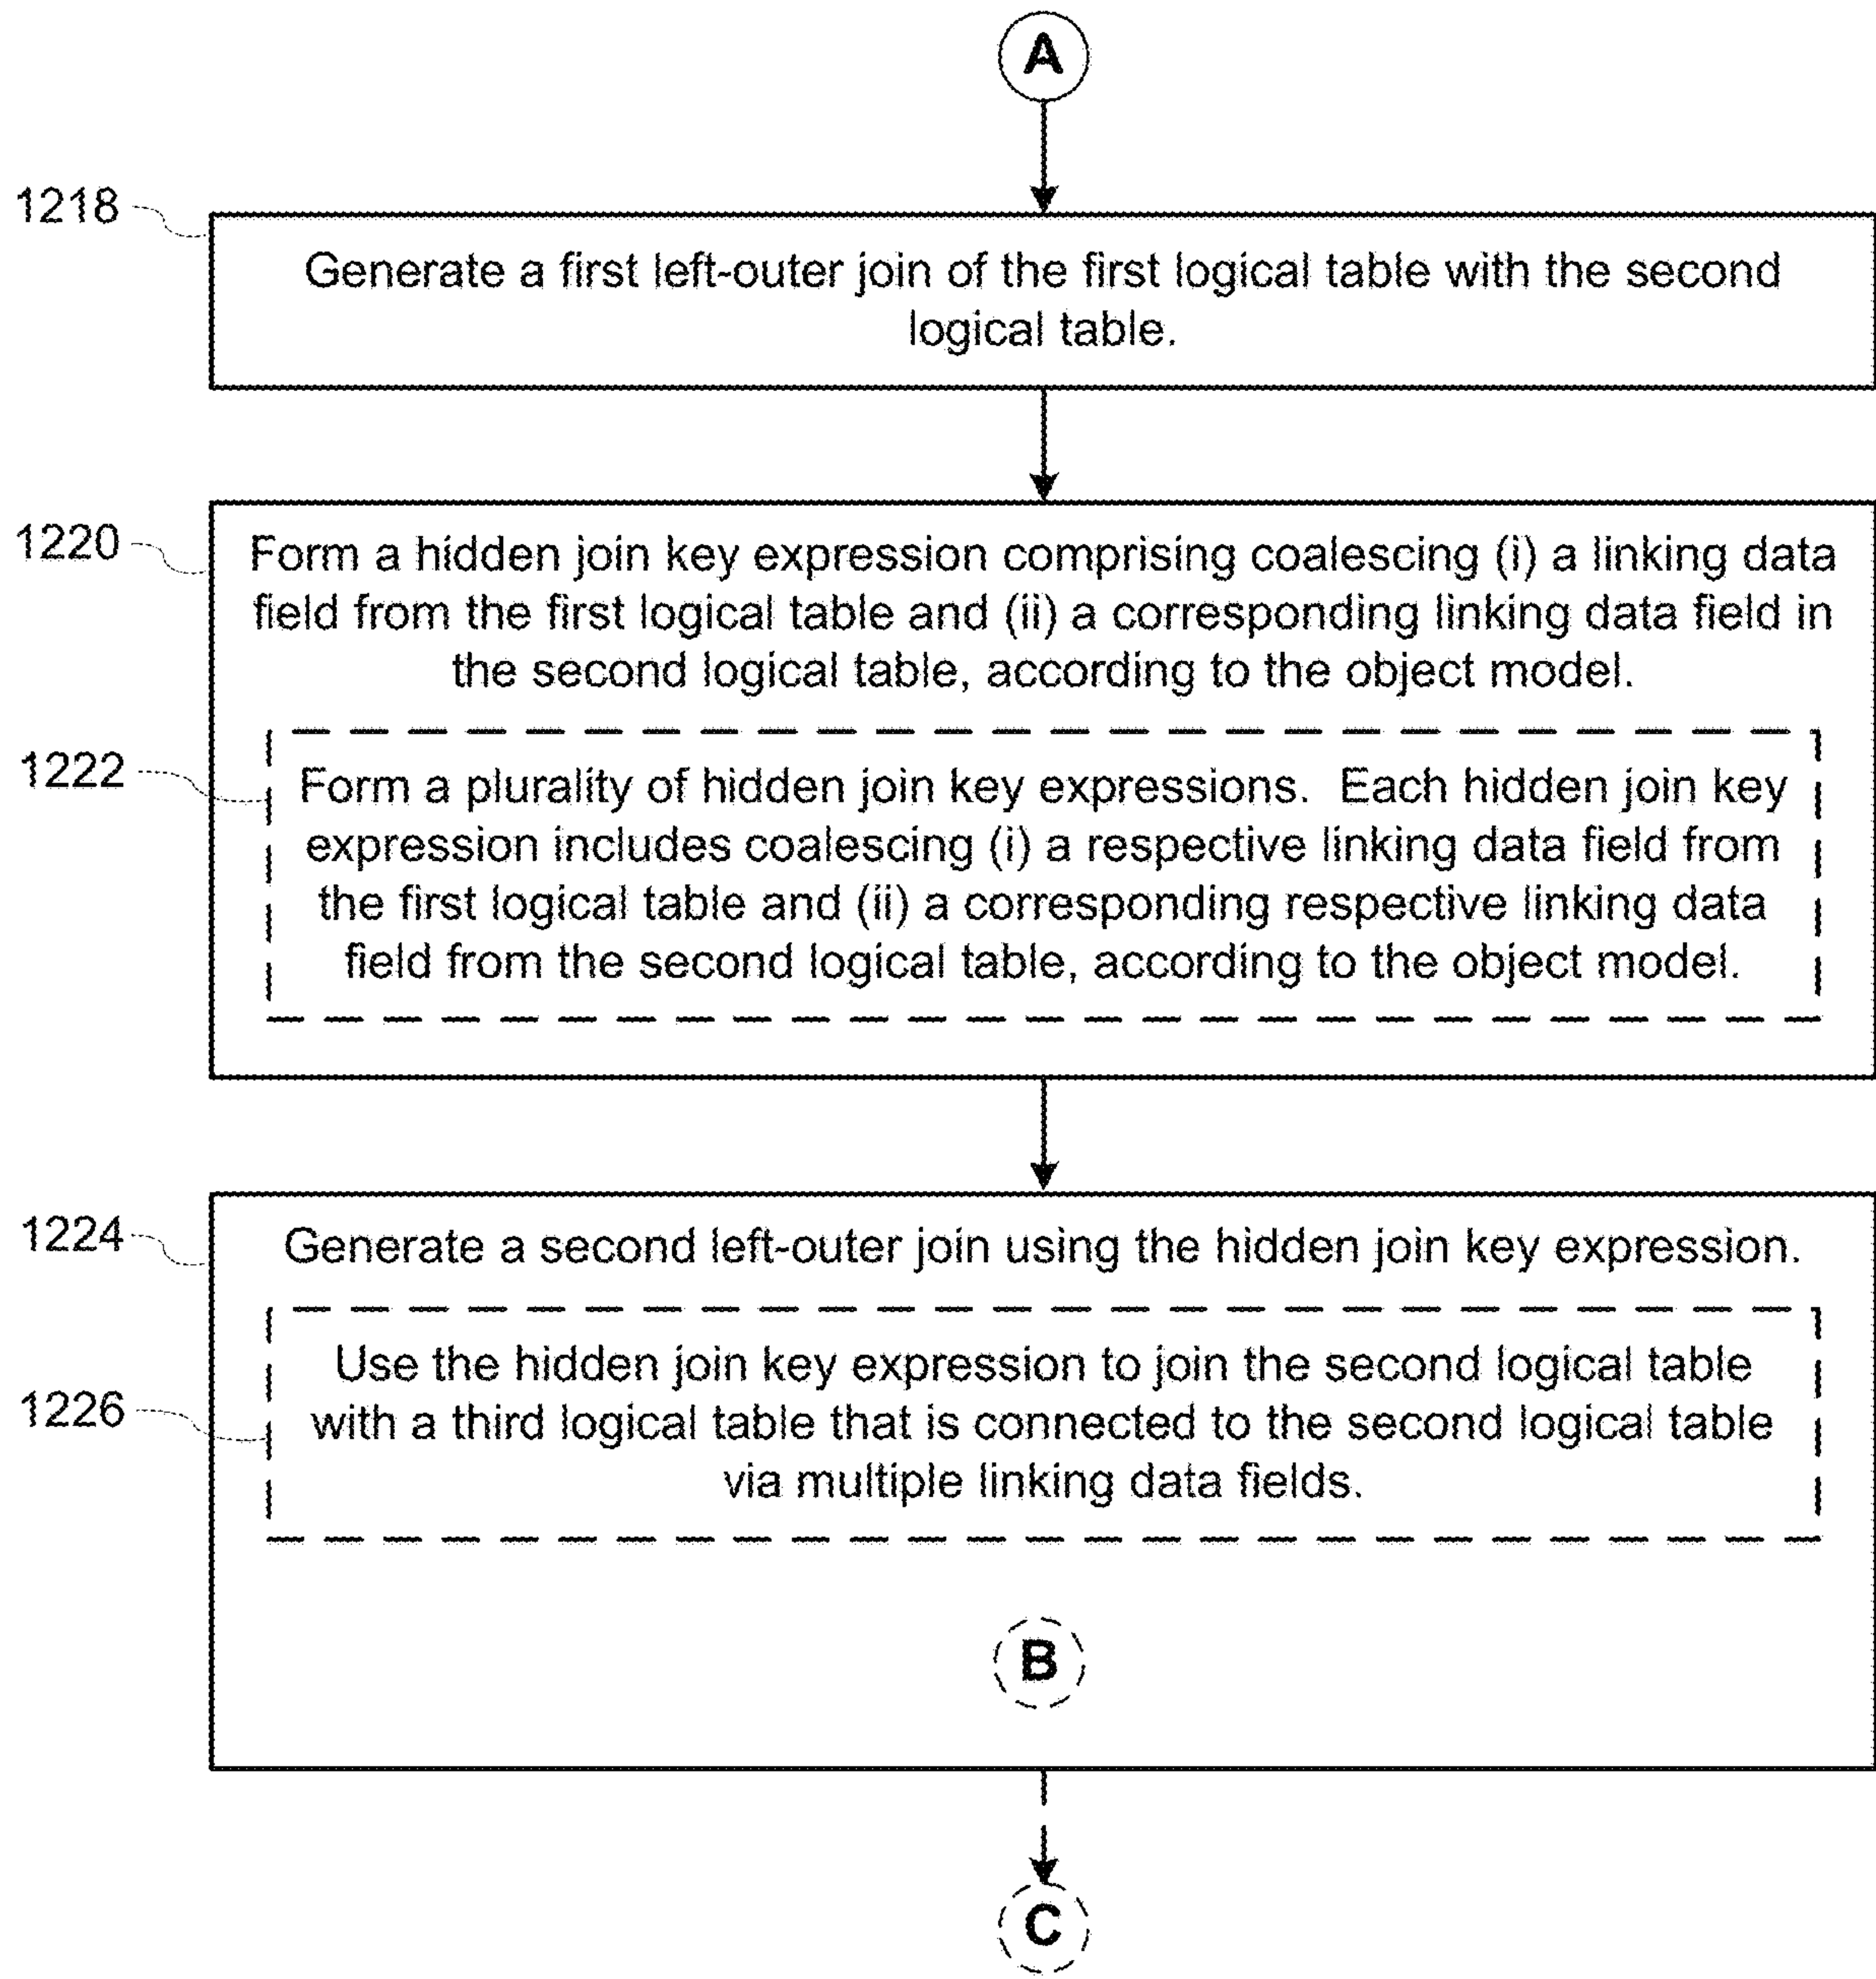 A
1218
Generate a first left-outer join of the first logical table with the second
logical table.
1220
Form a hidden join key expression comprising coalescing (i) a linking data
field from the first logical table and (ii) a corresponding linking data field in
the second logical table, according to the object model.
1222
Form a plurality of hidden join key expressions. Each hidden join key
expression includes coalescing (i) a respective linking data field from
the first logical table and (ii) a corresponding respective linking data
field from the second logical table, according to the object model.
1224
Generate a second left-outer join using the hidden join key expression.
1226
Use the hidden join key expression to join the second logical table
with a third logical table that is connected to the second logical table
via multiple linking data fields.
B
C